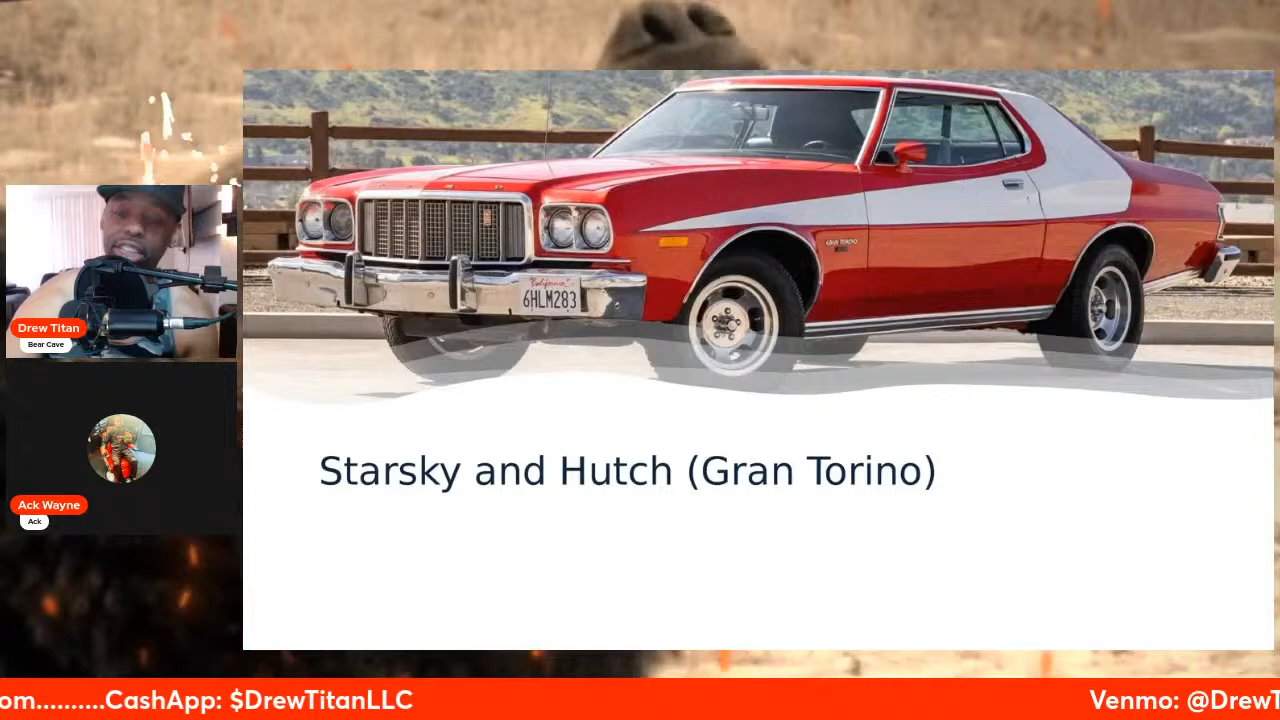 California
6HLM283
GRAN TORINO
Drew Titan
Bear Cave
Starsky and Hutch (Gran Torino)
Ack Wayne
Ack
om..........CashApp: $DrewTitanLLC
Venmo: @DrewT